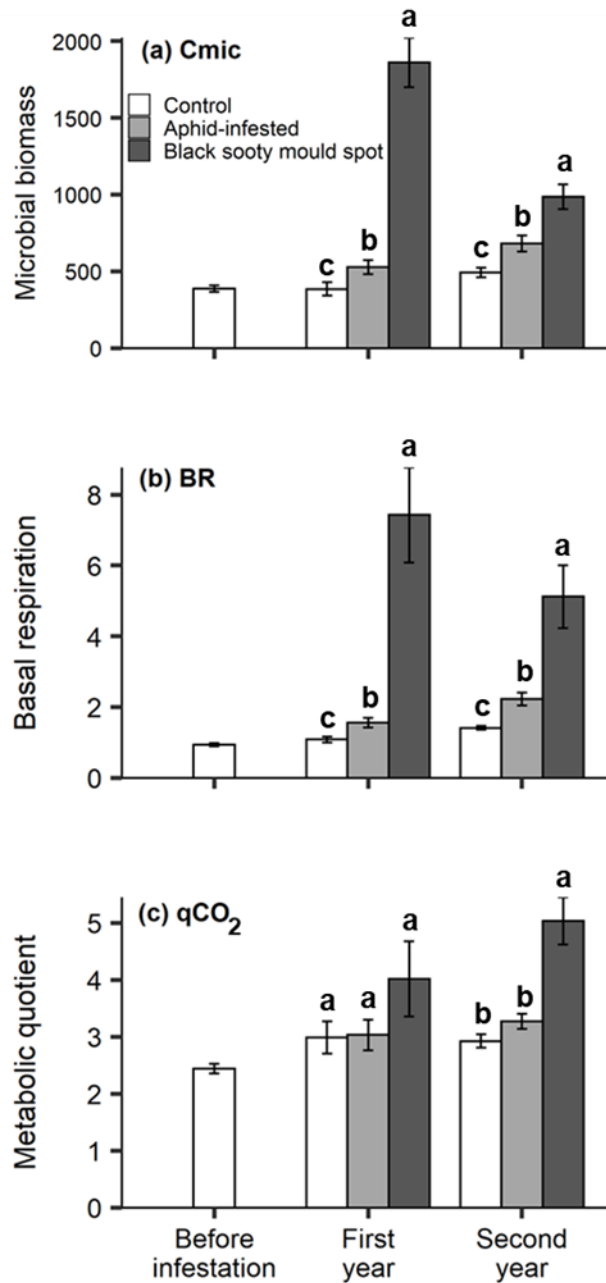 (a) Cmic
Microbial biomass
2000
1500
1000
500
0
Control
Aphid-infested
Black sooty mould spot
c
b
a
c
b
a
(b) BR
Basal respiration
8
6
4
2
0
c
b
a
c
b
a
(c) qCO2
Metabolic quotient
5
4
3
2
1
0
a
a
a
b
b
a
Before
infestation
First
year
Second
year